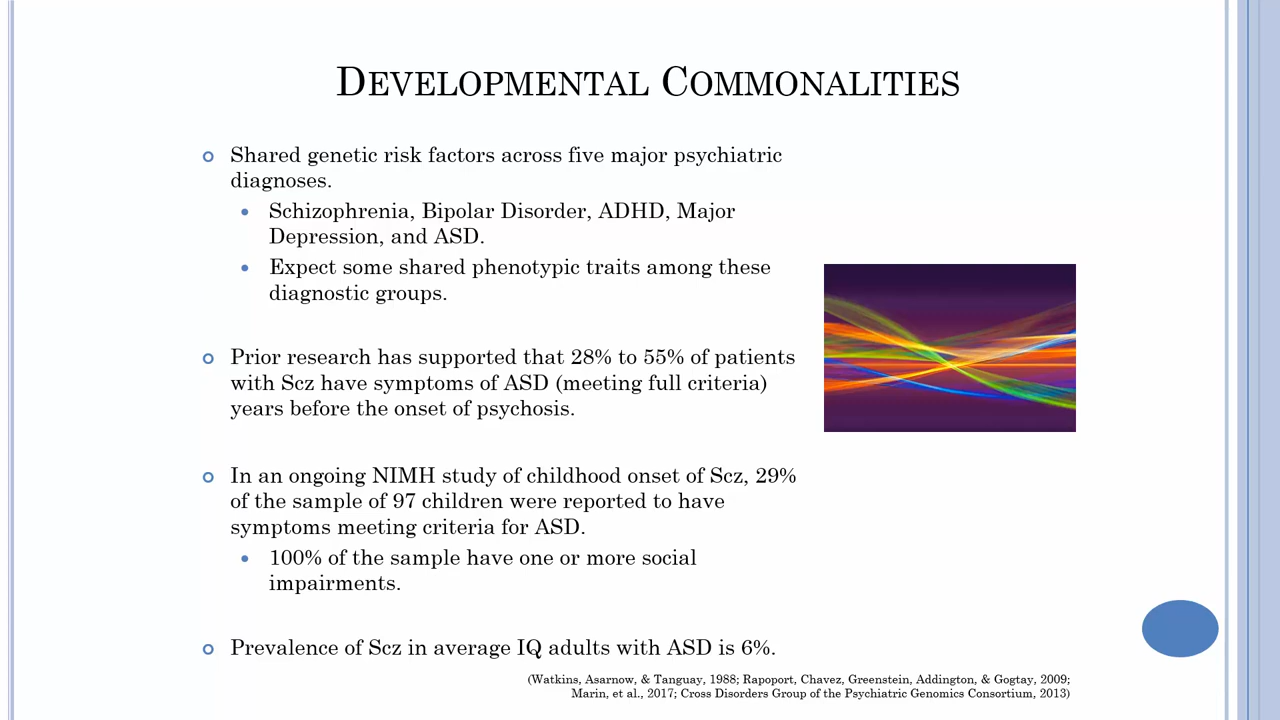 DEVELOPMENTAL COMMONALITIES
Shared genetic risk factors across five major psychiatric
diagnoses.
Schizophrenia, Bipolar Disorder, ADHD, Major
Depression, and ASD.
Expect some shared phenotypic traits among these
diagnostic groups.
Prior research has supported that 28% to 55% of patients
with Scz have symptoms of ASD (meeting full criteria)
years before the onset of psychosis.
In an ongoing NIMH study of childhood onset of Scz, 29%
of the sample of 97 children were reported to have
symptoms meeting criteria for ASD.
100% of the sample have one or more social
impairments.
Prevalence of Scz in average IQ adults with ASD is 6%.
(Watkins, Asarnow, & Tanguay, 1988; Rapoport, Chavez, Greenstein, Addington, & Gogtay, 2009;
Marin, et al., 2017; Cross Disorders Group of the Psychiatric Genomics Consortium, 2013)